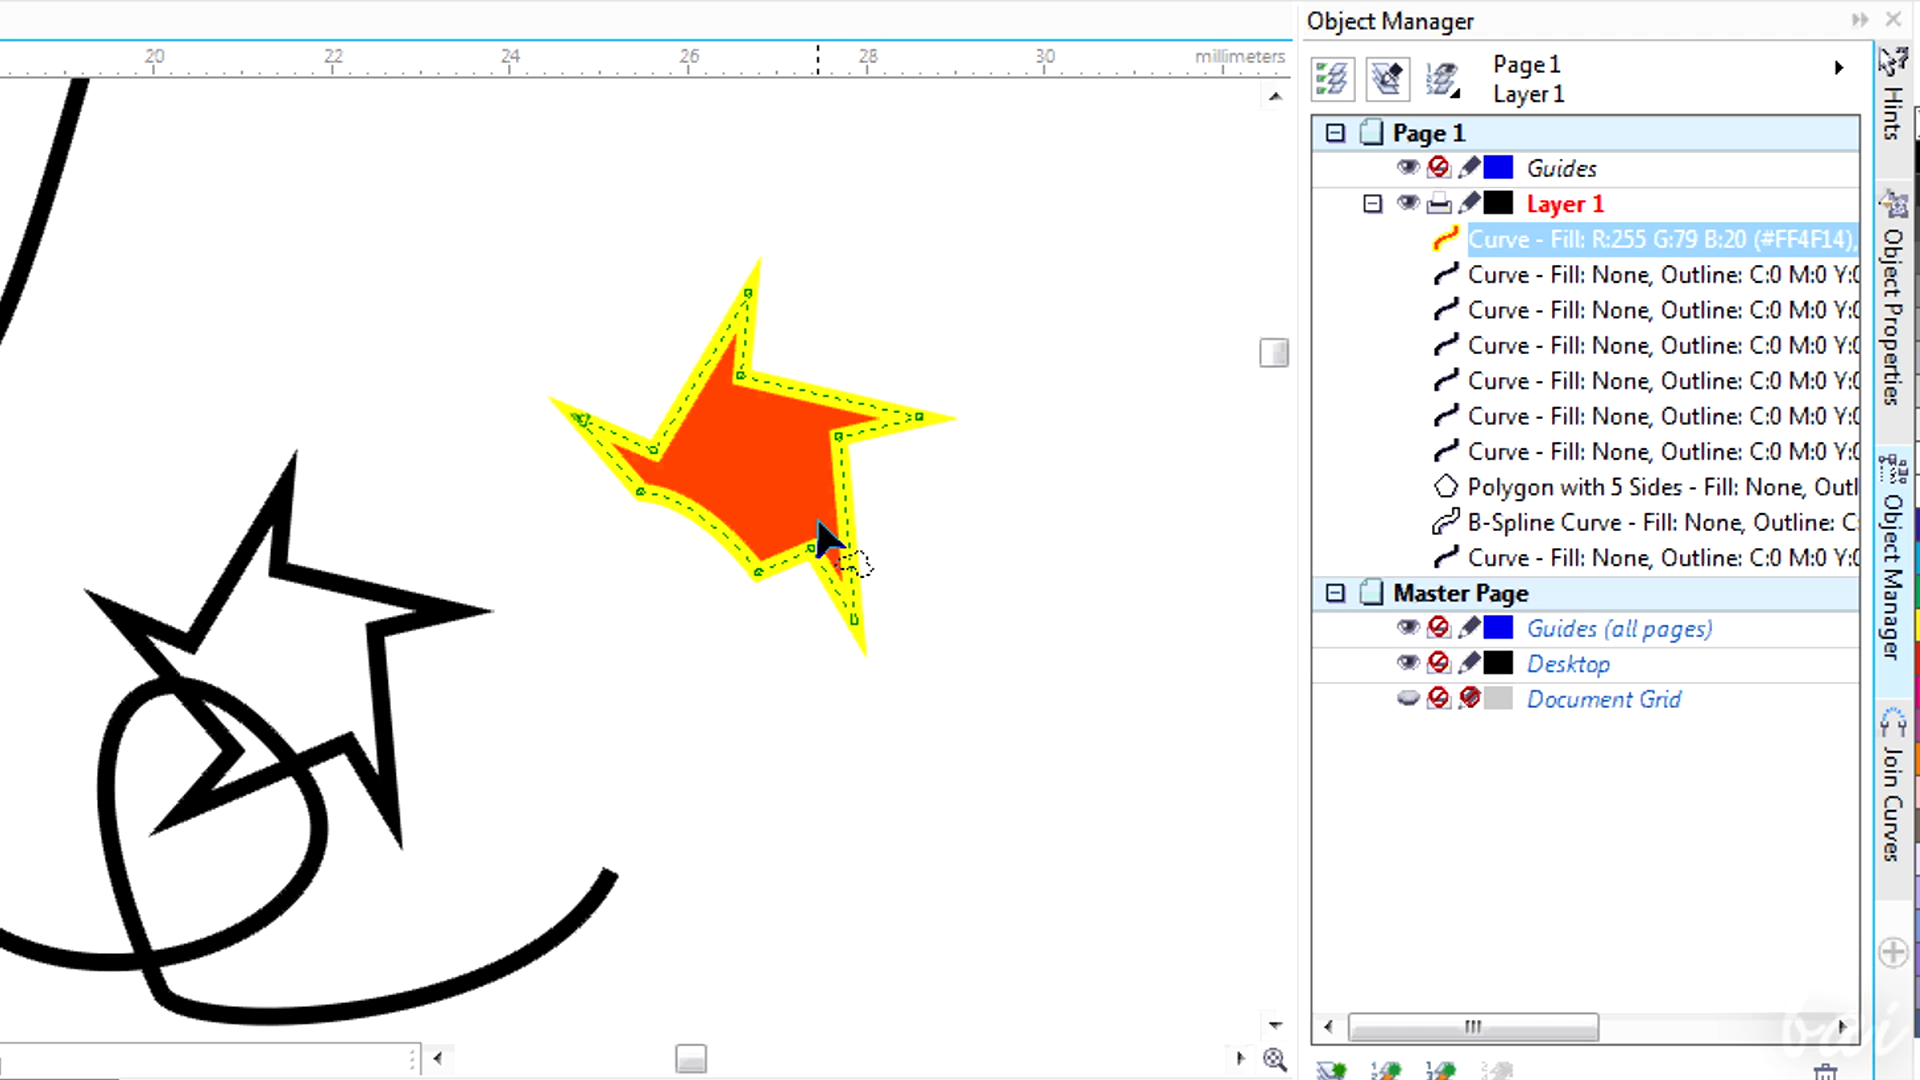 Object Manager
20 22 24 26 28 30 millimeters
Page 1
Layer 1
Page 1
Guides
Layer 1
Curve - Fill: R:255 G:79 B:20 (#FF4F14),
Curve - Fill: None, Outline: C:0 M:0 Y:0
Curve - Fill: None, Outline: C:0 M:0 Y:0
Curve - Fill: None, Outline: C:0 M:0 Y:0
Curve - Fill: None, Outline: C:0 M:0 Y:0
Curve - Fill: None, Outline: C:0 M:0 Y:0
Curve - Fill: None, Outline: C:0 M:0 Y:0
Polygon with 5 Sides - Fill: None, Outl
B-Spline Curve - Fill: None, Outline: C:
Curve - Fill: None, Outline: C:0 M:0 Y:0
Master Page
Guides (all pages)
Desktop
Document Grid
Hints
Object Properties
Object Manager
Join Curves
bai